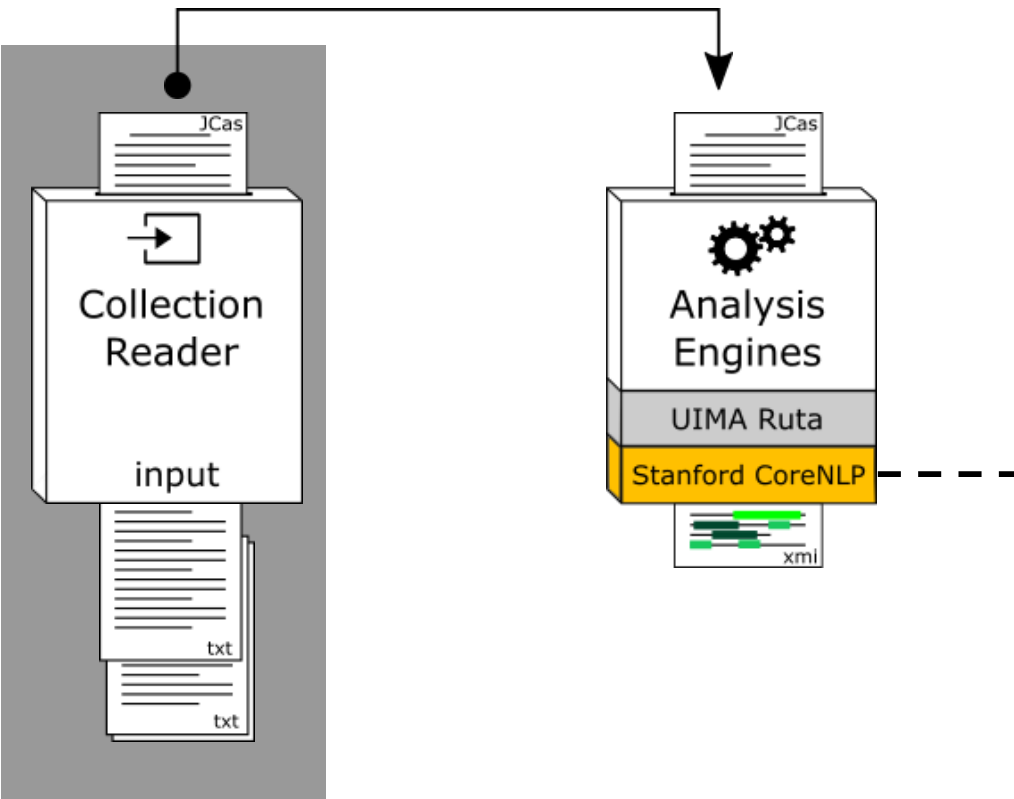 JCas
Collection
Reader
input
txt
txt
JCas
Analysis
Engines
UIMA Ruta
Stanford CoreNLP
xmi